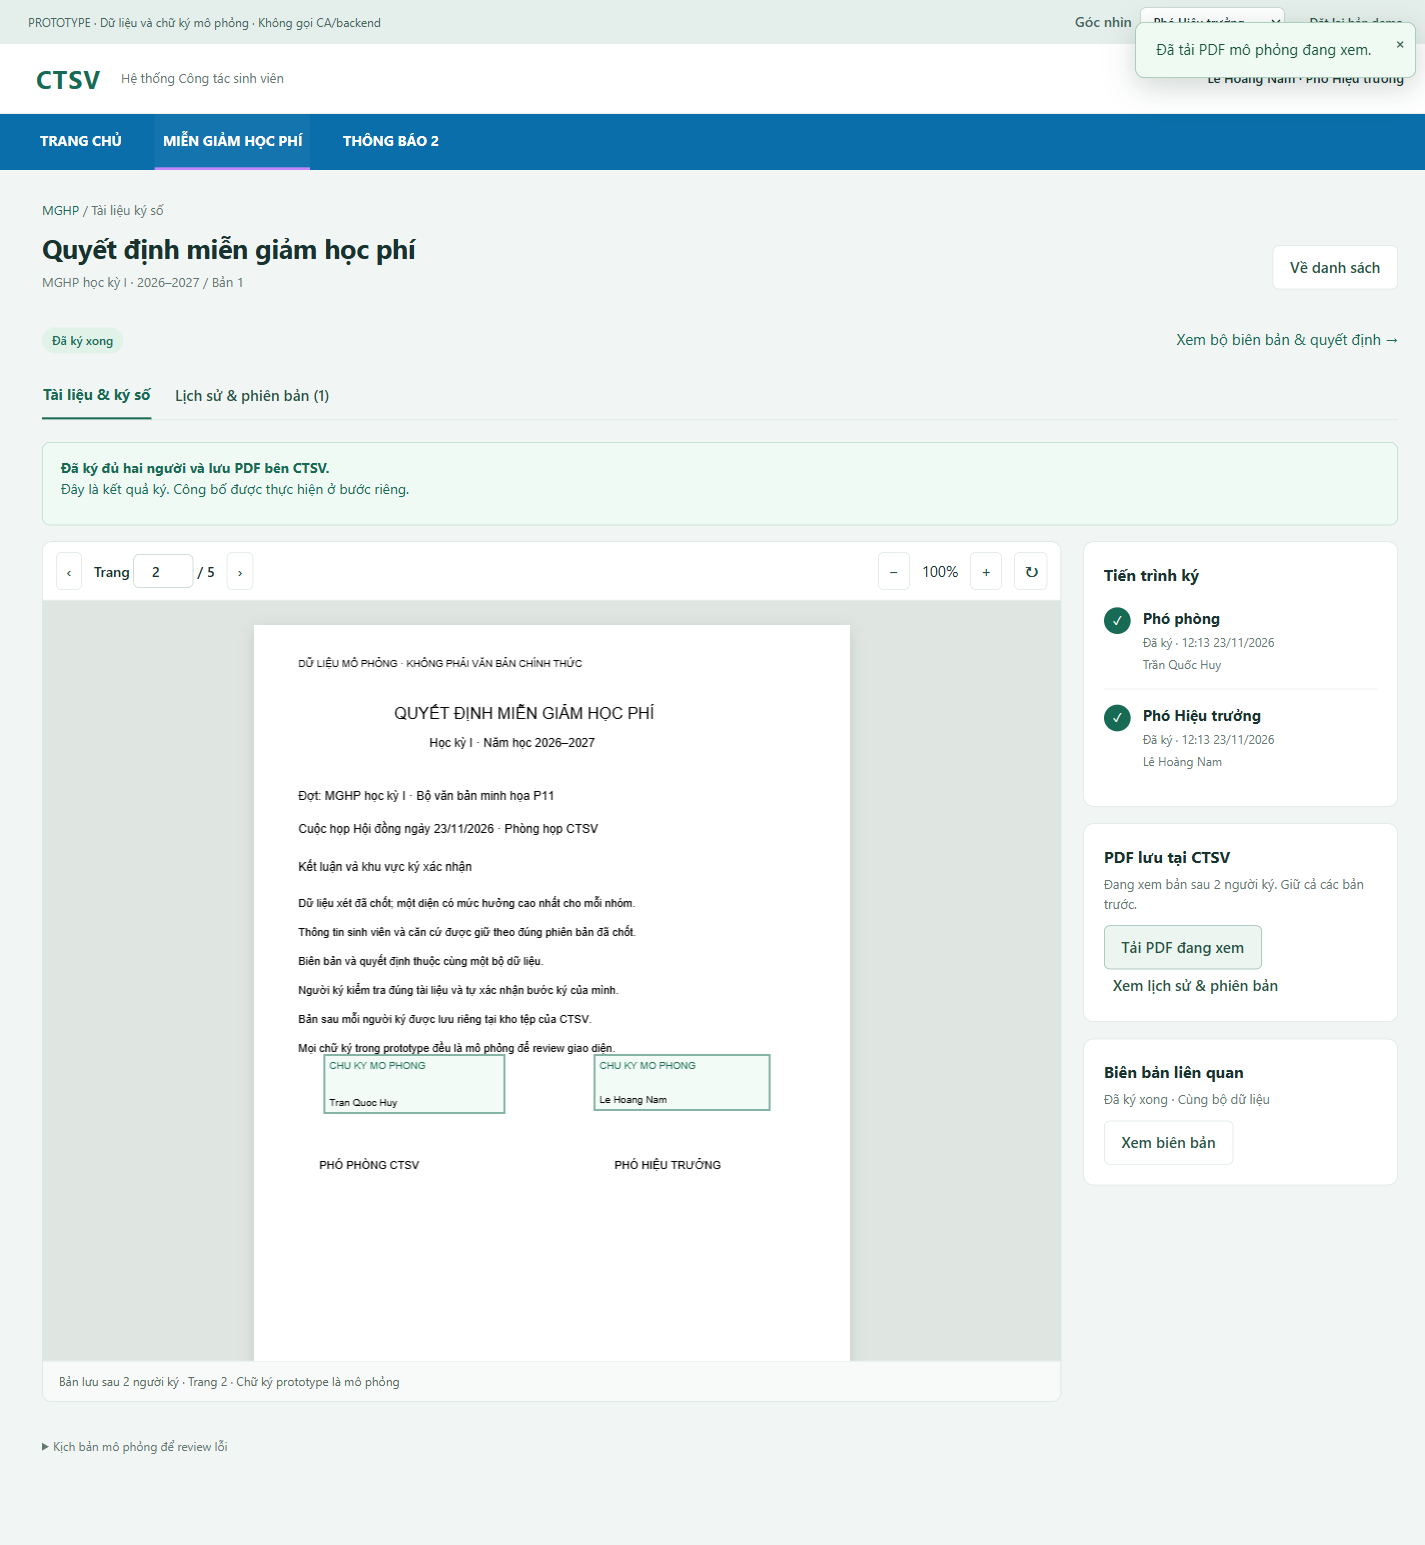 PROTOTYPE · Dữ liệu và chữ ký mô phỏng · Không gọi CA/backend
Góc nhìn
Phó Hiệu trưởng
Đặt lại bản demo
Đã tải PDF mô phỏng đang xem.
×
CTSV
Hệ thống Công tác sinh viên
Lê Hoàng Nam · Phó Hiệu trưởng
TRANG CHỦ
MIỄN GIẢM HỌC PHÍ
THÔNG BÁO 2
MGHP / Tài liệu ký số
Quyết định miễn giảm học phí
MGHP học kỳ I · 2026–2027 / Bản 1
Về danh sách
Đã ký xong
Xem bộ biên bản & quyết định →
Tài liệu & ký số
Lịch sử & phiên bản (1)
Đã ký đủ hai người và lưu PDF bên CTSV.
Đây là kết quả ký. Công bố được thực hiện ở bước riêng.
‹ Trang 2 / 5 ›
− 100% + ↻
DỮ LIỆU MÔ PHỎNG · KHÔNG PHẢI VĂN BẢN CHÍNH THỨC
QUYẾT ĐỊNH MIỄN GIẢM HỌC PHÍ
Học kỳ I · Năm học 2026–2027
Đợt: MGHP học kỳ I · Bộ văn bản minh họa P11
Cuộc họp Hội đồng ngày 23/11/2026 · Phòng họp CTSV
Kết luận và khu vực ký xác nhận
Dữ liệu xét đã chốt; một diện có mức hưởng cao nhất cho mỗi nhóm.
Thông tin sinh viên và căn cứ được giữ theo đúng phiên bản đã chốt.
Biên bản và quyết định thuộc cùng một bộ dữ liệu.
Người ký kiểm tra đúng tài liệu và tự xác nhận bước ký của mình.
Bản sau mỗi người ký được lưu riêng tại kho tệp của CTSV.
Mọi chữ ký trong prototype đều là mô phỏng để review giao diện.
CHU KY MO PHONG
Tran Quoc Huy
CHU KY MO PHONG
Le Hoang Nam
PHÓ PHÒNG CTSV
PHÓ HIỆU TRƯỞNG
Bản lưu sau 2 người ký · Trang 2 · Chữ ký prototype là mô phỏng
Tiến trình ký
✓ Phó phòng
Đã ký · 12:13 23/11/2026
Trần Quốc Huy
✓ Phó Hiệu trưởng
Đã ký · 12:13 23/11/2026
Lê Hoàng Nam
PDF lưu tại CTSV
Đang xem bản sau 2 người ký. Giữ cả các bản
trước.
Tải PDF đang xem
Xem lịch sử & phiên bản
Biên bản liên quan
Đã ký xong · Cùng bộ dữ liệu
Xem biên bản
▶ Kịch bản mô phỏng để review lỗi